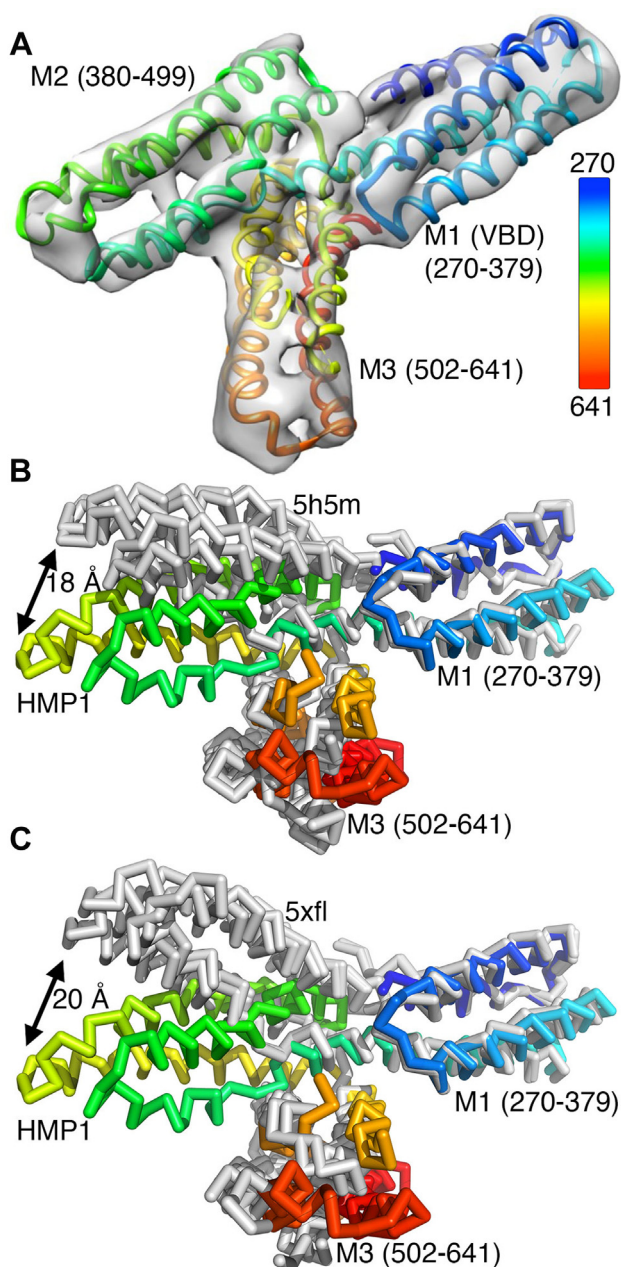 A
M2 (380-499)
270
M1 (VBD)
(270-379)
M3 (502-641)
641
B
5h5m
18 Å
M1 (270-379)
HMP1
M3 (502-641)
C
5xfl
20 Å
M1 (270-379)
HMP1
M3 (502-641)